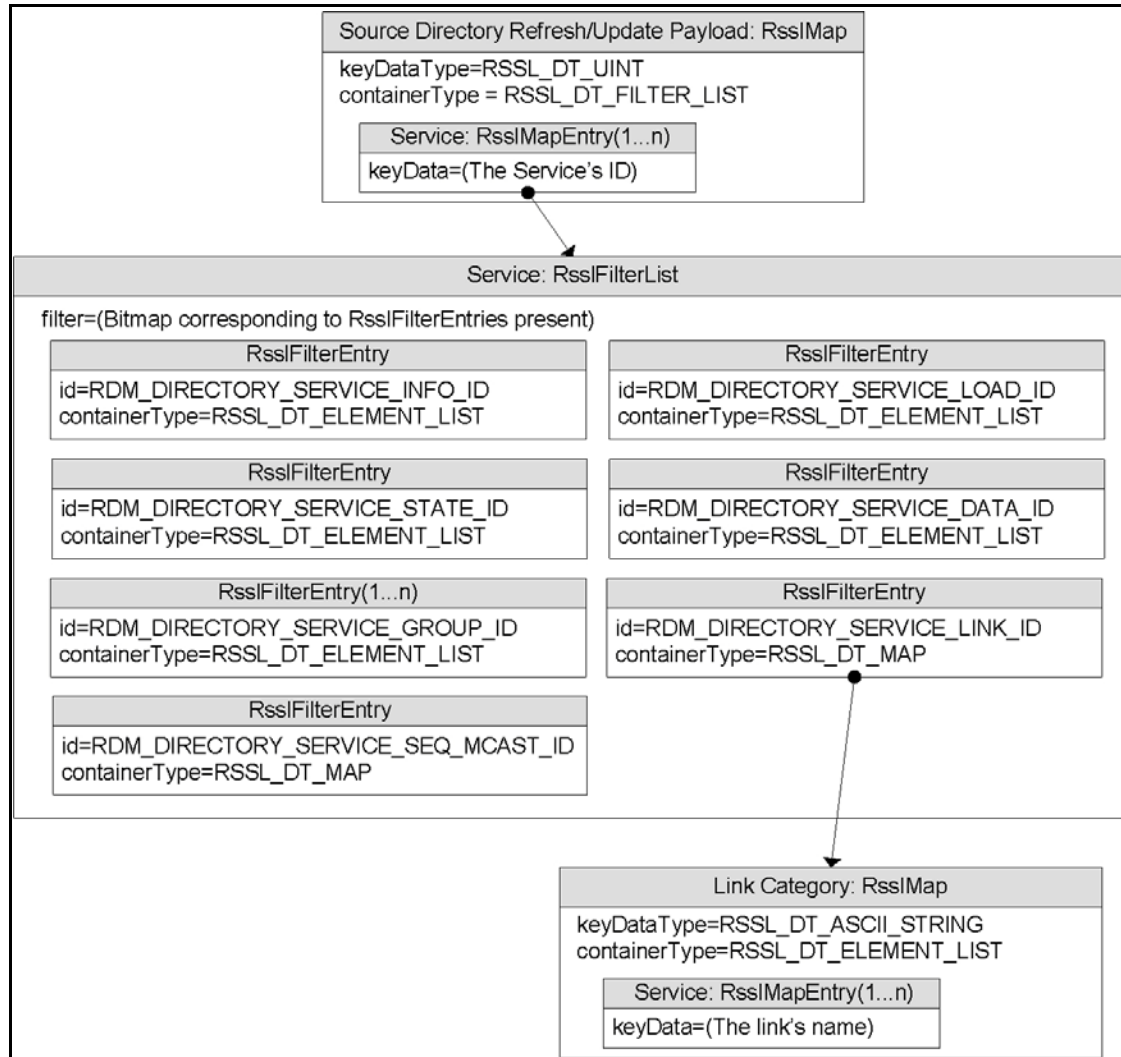 Source Directory Refresh/Update Payload: RsslMap
keyDataType=RSSL_DT_UINT
containerType = RSSL_DT_FILTER_LIST
Service: RsslMapEntry(1...n)
keyData=(The Service's ID)
Service: RsslFilterList
filter=(Bitmap corresponding to RsslFilterEntries present)
RsslFilterEntry
id=RDM_DIRECTORY_SERVICE_INFO_ID
containerType=RSSL_DT_ELEMENT_LIST
RsslFilterEntry
id=RDM_DIRECTORY_SERVICE_LOAD_ID
containerType=RSSL_DT_ELEMENT_LIST
RsslFilterEntry
id=RDM_DIRECTORY_SERVICE_STATE_ID
containerType=RSSL_DT_ELEMENT_LIST
RsslFilterEntry
id=RDM_DIRECTORY_SERVICE_DATA_ID
containerType=RSSL_DT_ELEMENT_LIST
RsslFilterEntry(1...n)
id=RDM_DIRECTORY_SERVICE_GROUP_ID
containerType=RSSL_DT_ELEMENT_LIST
RsslFilterEntry
id=RDM_DIRECTORY_SERVICE_LINK_ID
containerType=RSSL_DT_MAP
RsslFilterEntry
id=RDM_DIRECTORY_SERVICE_SEQ_MCAST_ID
containerType=RSSL_DT_MAP
Link Category: RsslMap
keyDataType=RSSL_DT_ASCII_STRING
containerType=RSSL_DT_ELEMENT_LIST
Service: RsslMapEntry(1...n)
keyData=(The link's name)